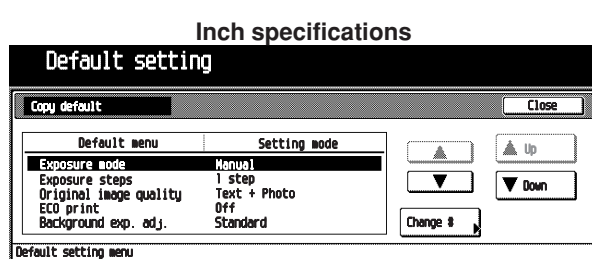 Inch specifications
Default setting
Copy default
Close
Default menu Setting mode
Exposure mode Manual
Exposure steps 1 step
Original image quality Text + Photo
ECO print Off
Background exp. adj. Standard
Up
Down
Change #
Default setting menu